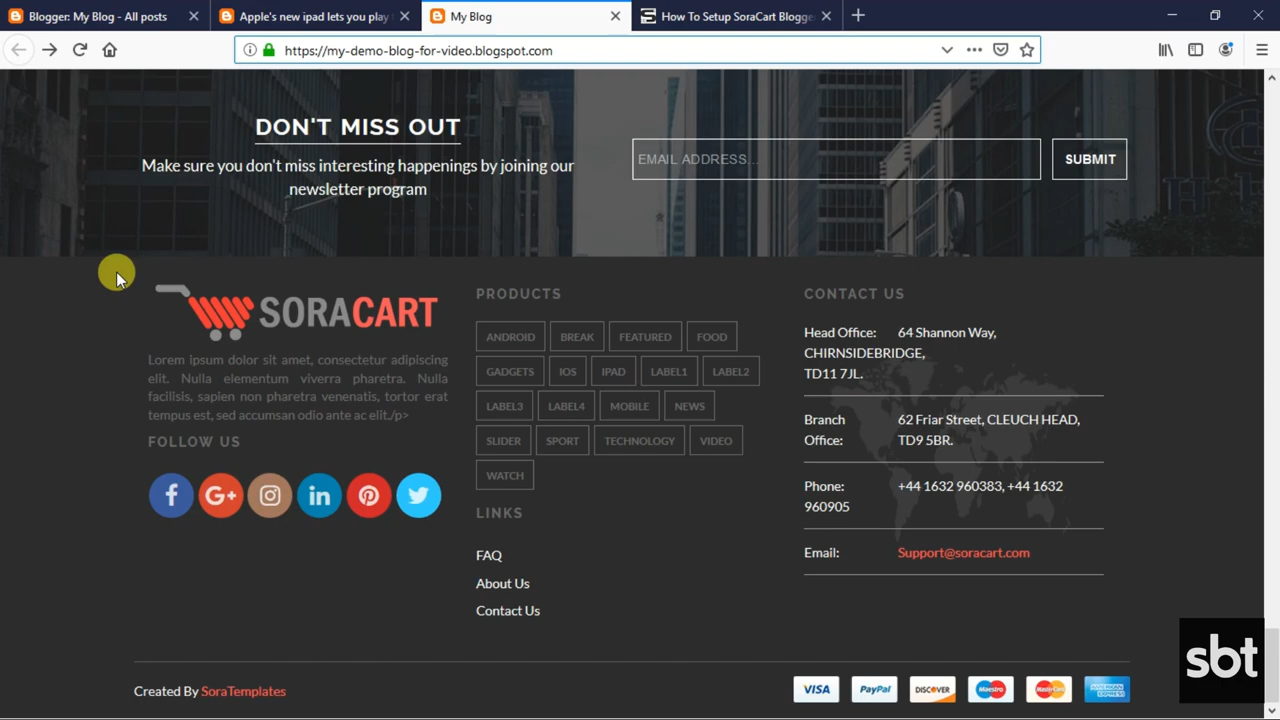 Blogger: My Blog - All posts
Apple's new ipad lets you play
My Blog
How To Setup SoraCart Blogge
https://my-demo-blog-for-video.blogspot.com
DON'T MISS OUT
Make sure you don't miss interesting happenings by joining our
newsletter program
EMAIL ADDRESS...
SUBMIT
SORACART
Lorem ipsum dolor sit amet, consectetur adipiscing
elit. Nulla elementum viverra pharetra. Nulla
facilisis, sapien non pharetra venenatis, tortor erat
tempus est, sed accumsan odio ante ac elit./p>
FOLLOW US
PRODUCTS
ANDROID BREAK FEATURED FOOD
GADGETS IOS IPAD LABEL1 LABEL2
LABEL3 LABEL4 MOBILE NEWS
SLIDER SPORT TECHNOLOGY VIDEO
WATCH
LINKS
FAQ
About Us
Contact Us
CONTACT US
Head Office: 64 Shannon Way,
CHIRNSIDEBRIDGE,
TD11 7JL.
Branch 62 Friar Street, CLEUCH HEAD,
Office: TD9 5BR.
Phone: +44 1632 960383, +44 1632
960905
Email: Support@soracart.com
Created By SoraTemplates
VISA PayPal DISCOVER Maestro MasterCard AMERICAN EXPRESS
sbt